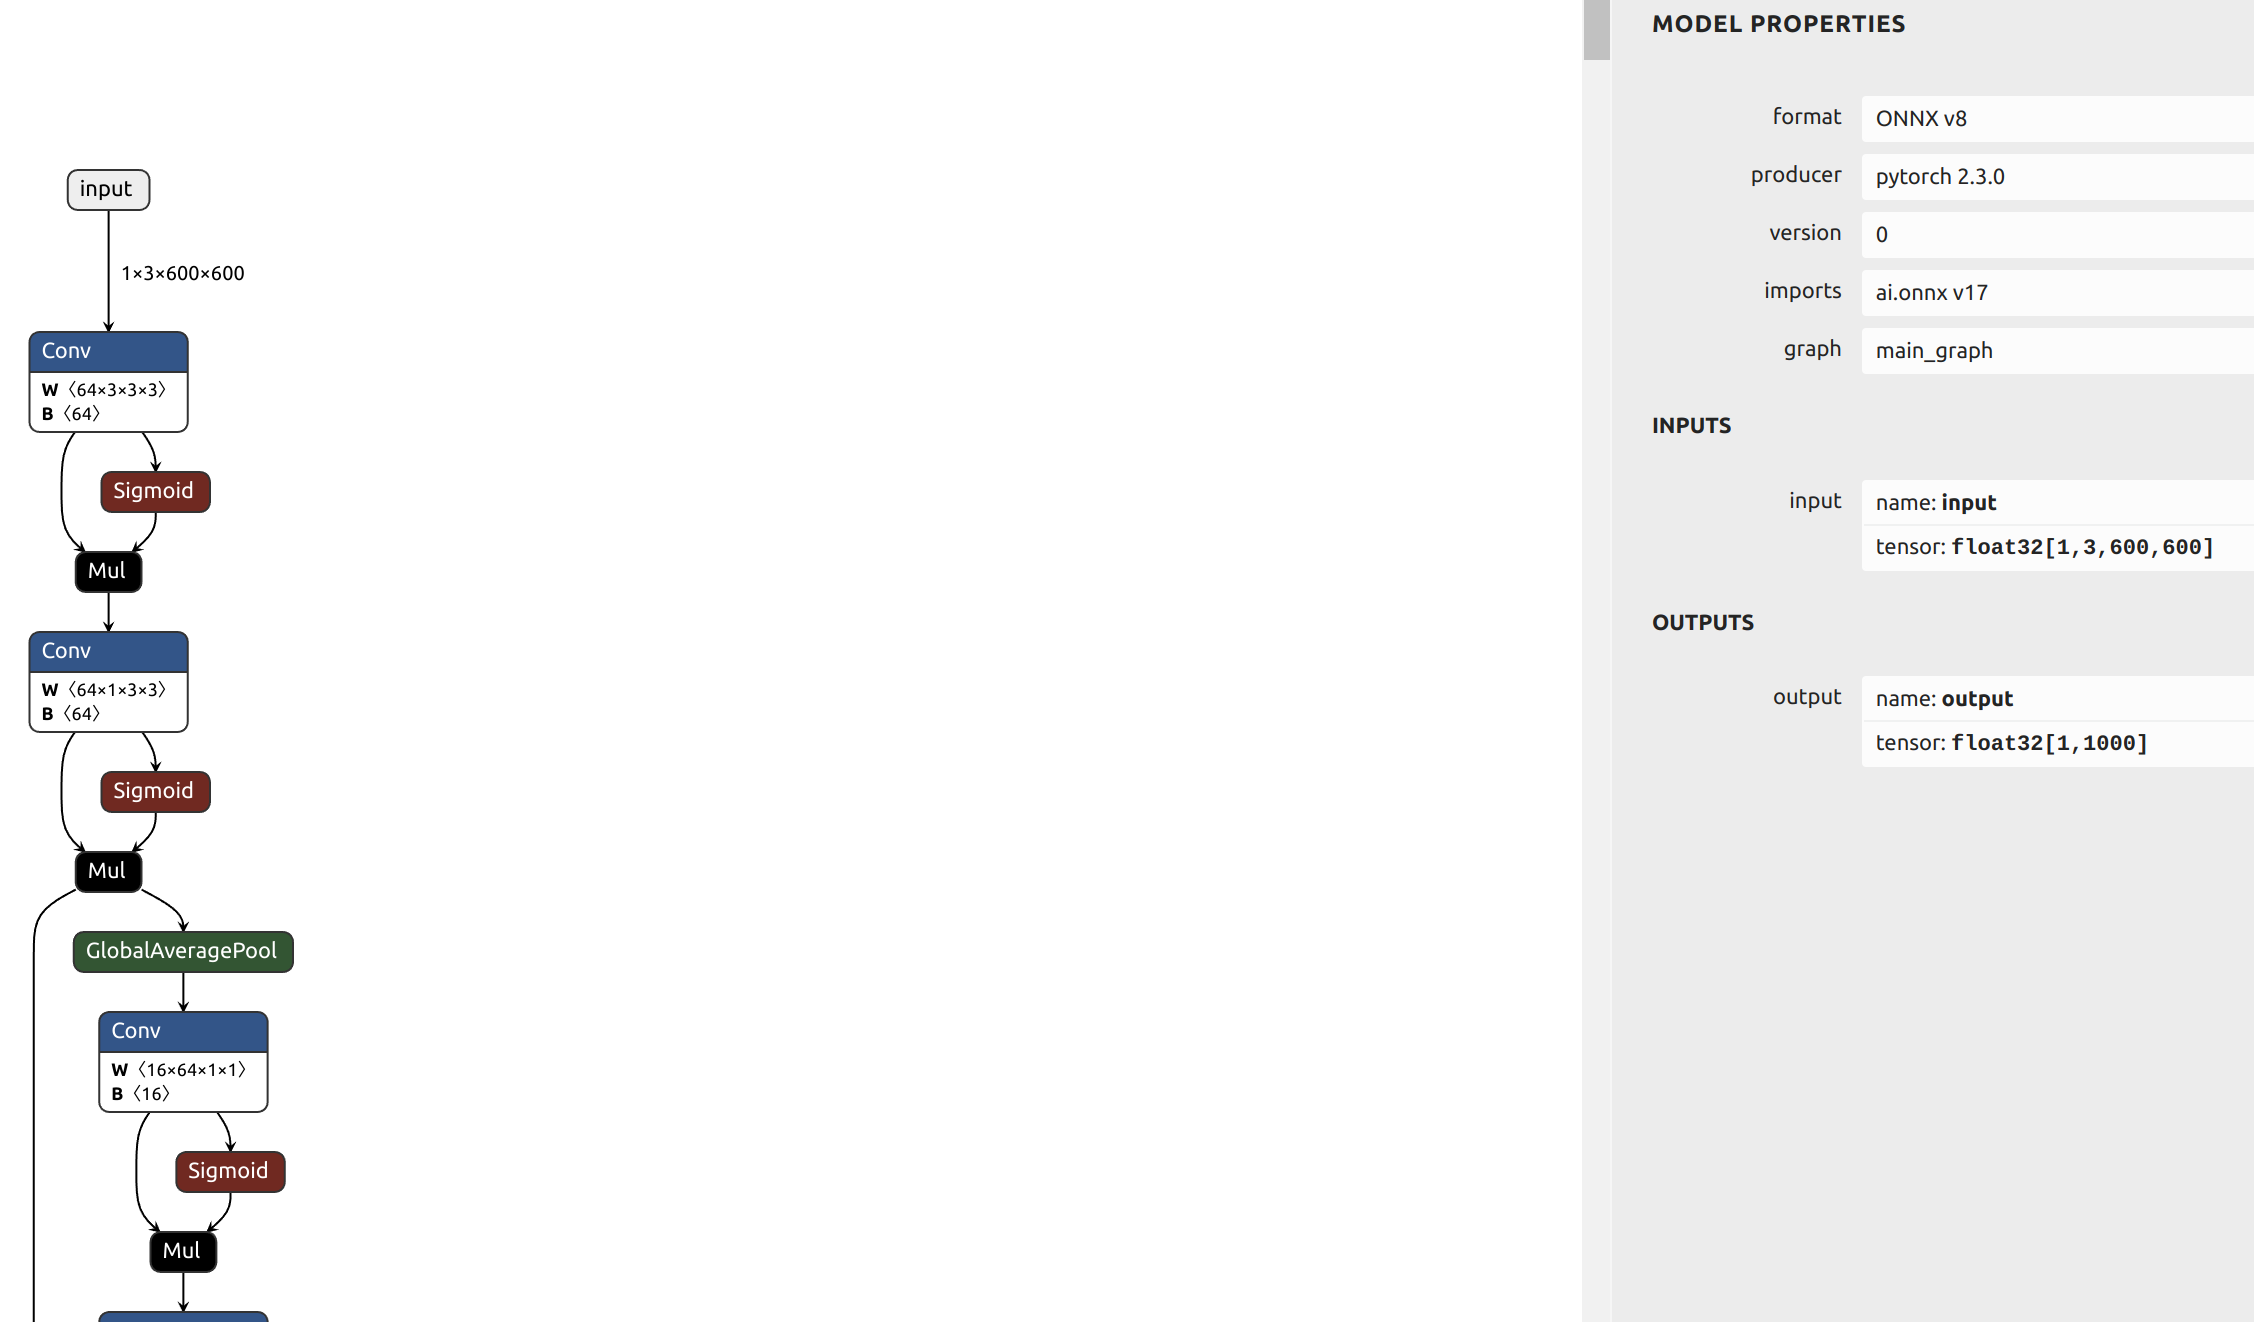 input
1×3×600×600
Conv
W 〈64×3×3×3〉
B 〈64〉
Sigmoid
Mul
Conv
W 〈64×1×3×3〉
B 〈64〉
Sigmoid
Mul
GlobalAveragePool
Conv
W 〈16×64×1×1〉
B 〈16〉
Sigmoid
Mul
MODEL PROPERTIES
format ONNX v8
producer pytorch 2.3.0
version 0
imports ai.onnx v17
graph main_graph
INPUTS
input name: input
tensor: float32[1,3,600,600]
OUTPUTS
output name: output
tensor: float32[1,1000]